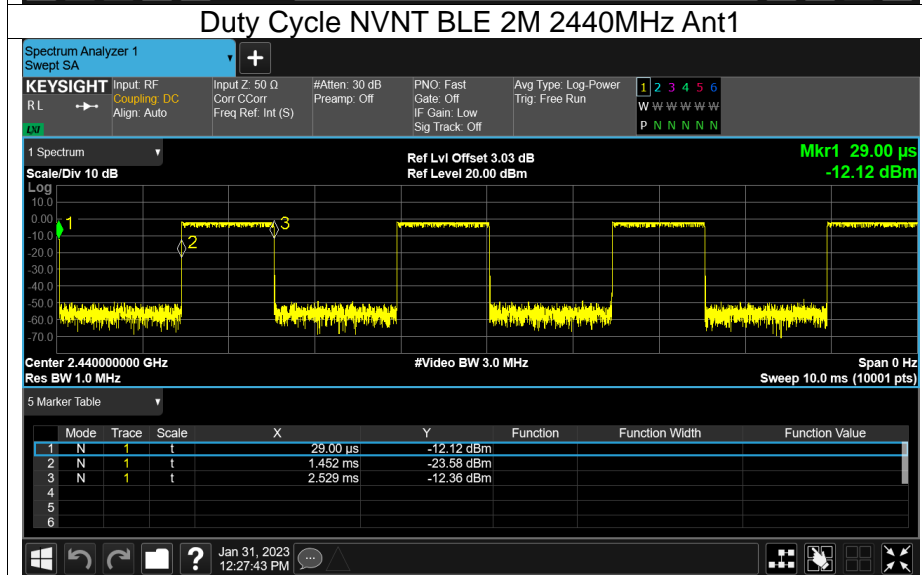 Duty Cycle NVNT BLE 2M 2440MHz Ant1
Spectrum Analyzer 1
Swept SA
+
KEYSIGHT
RL
LXI
Input: RF
Coupling: DC
Align: Auto
Input Z: 50 Ω
Corr CCorr
Freq Ref: Int (S)
#Atten: 30 dB
Preamp: Off
PNO: Fast
Gate: Off
IF Gain: Low
Sig Track: Off
Avg Type: Log-Power
Trig: Free Run
1 2 3 4 5 6
W W W W W W
P N N N N N
1 Spectrum
Scale/Div 10 dB
Ref Lvl Offset 3.03 dB
Ref Level 20.00 dBm
Mkr1 29.00 µs
-12.12 dBm
Log
10.0
0.00
-10.0
-20.0
-30.0
-40.0
-50.0
-60.0
-70.0
1
2
3
Center 2.440000000 GHz
Res BW 1.0 MHz
#Video BW 3.0 MHz
Span 0 Hz
Sweep 10.0 ms (10001 pts)
5 Marker Table
Mode Trace Scale X Y Function Function Width Function Value
1 N 1 t 29.00 µs -12.12 dBm
2 N 1 t 1.452 ms -23.58 dBm
3 N 1 t 2.529 ms -12.36 dBm
4
5
6
?
Jan 31, 2023
12:27:43 PM